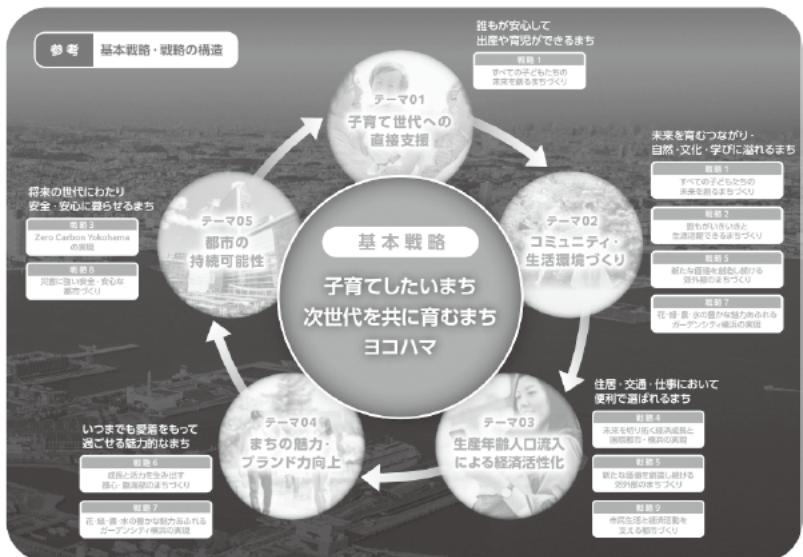 参考
基本戦略・戦略の構造
誰もが安心して
出産や育児ができるまち
戦略1
すべての子どもたちの
未来を創るまちづくり
テーマ01
子育て世代への
直接支援
未来を育むつながり・
自然・文化・学びに溢れるまち
戦略1
すべての子どもたちの
未来を創るまちづくり
戦略2
誰もがいきいきと
生涯活躍できるまちづくり
戦略5
新たな価値を創造し続ける
郊外部のまちづくり
戦略7
花・緑・農・水の豊かな魅力あふれる
ガーデンシティ横浜の実現
テーマ02
コミュニティ・
生活環境づくり
将来の世代にわたり
安全・安心に暮らせるまち
戦略3
Zero Carbon Yokohama
の実現
戦略8
災害に強い安全・安心な
都市づくり
テーマ05
都市の
持続可能性
基本戦略
子育てしたいまち
次世代を共に育むまち
ヨコハマ
住居・交通・仕事において
便利で選ばれるまち
戦略4
未来を切り拓く経済成長と
国際都市・横浜の実現
戦略5
新たな価値を創造し続ける
郊外部のまちづくり
戦略9
市民生活と経済活動を
支える都市づくり
テーマ03
生産年齢人口流入
による経済活性化
いつまでも愛着をもって
過ごせる魅力的なまち
戦略6
成長と活力を生み出す
都心・臨海部のまちづくり
戦略7
花・緑・農・水の豊かな魅力あふれる
ガーデンシティ横浜の実現
テーマ04
まちの魅力・
ブランド力向上